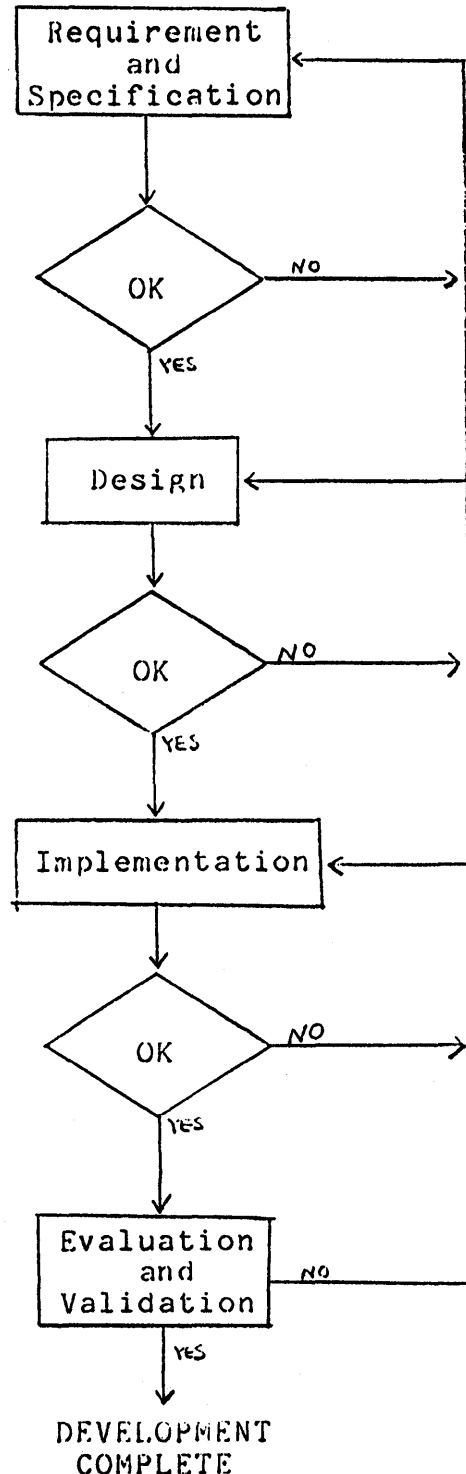 Requirement
and
Specification
OK
NO
YES
Design
OK
NO
YES
Implementation
OK
NO
YES
Evaluation
and
Validation
NO
YES
DEVELOPMENT
COMPLETE